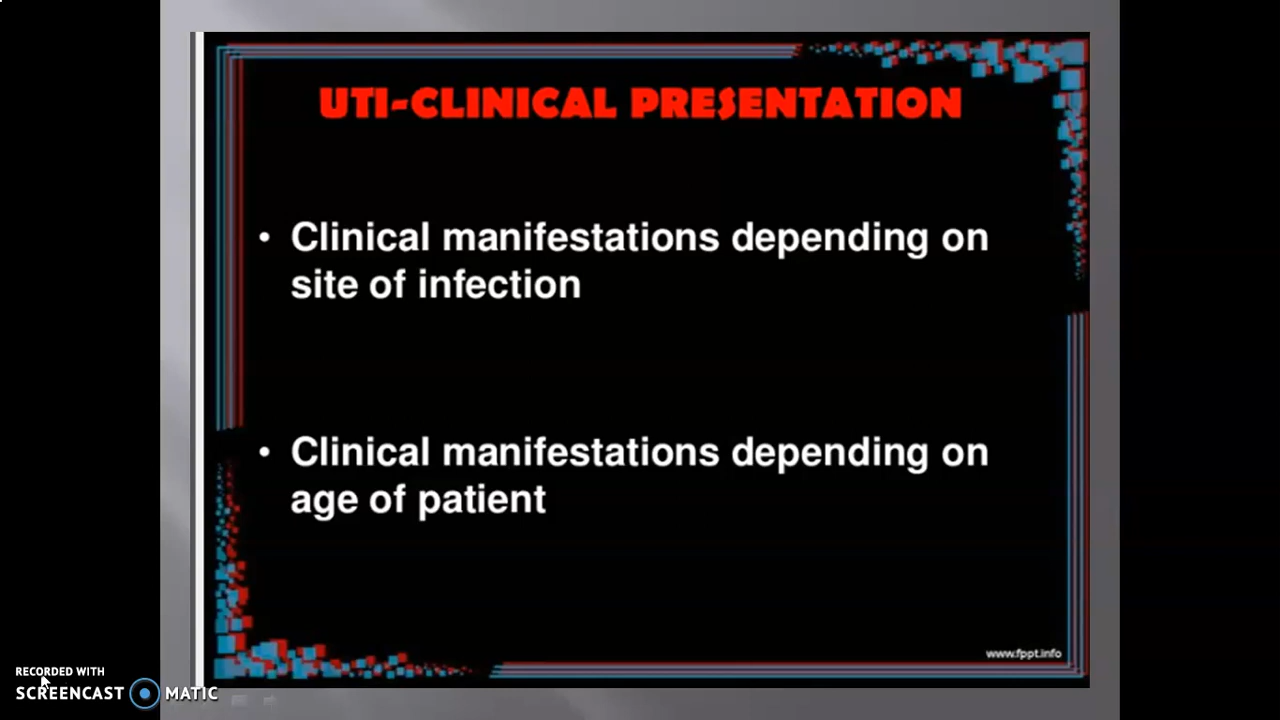 UTI-CLINICAL PRESENTATION
• Clinical manifestations depending on
site of infection
• Clinical manifestations depending on
age of patient
www.fppt.info
RECORDED WITH
SCREENCAST MATIC